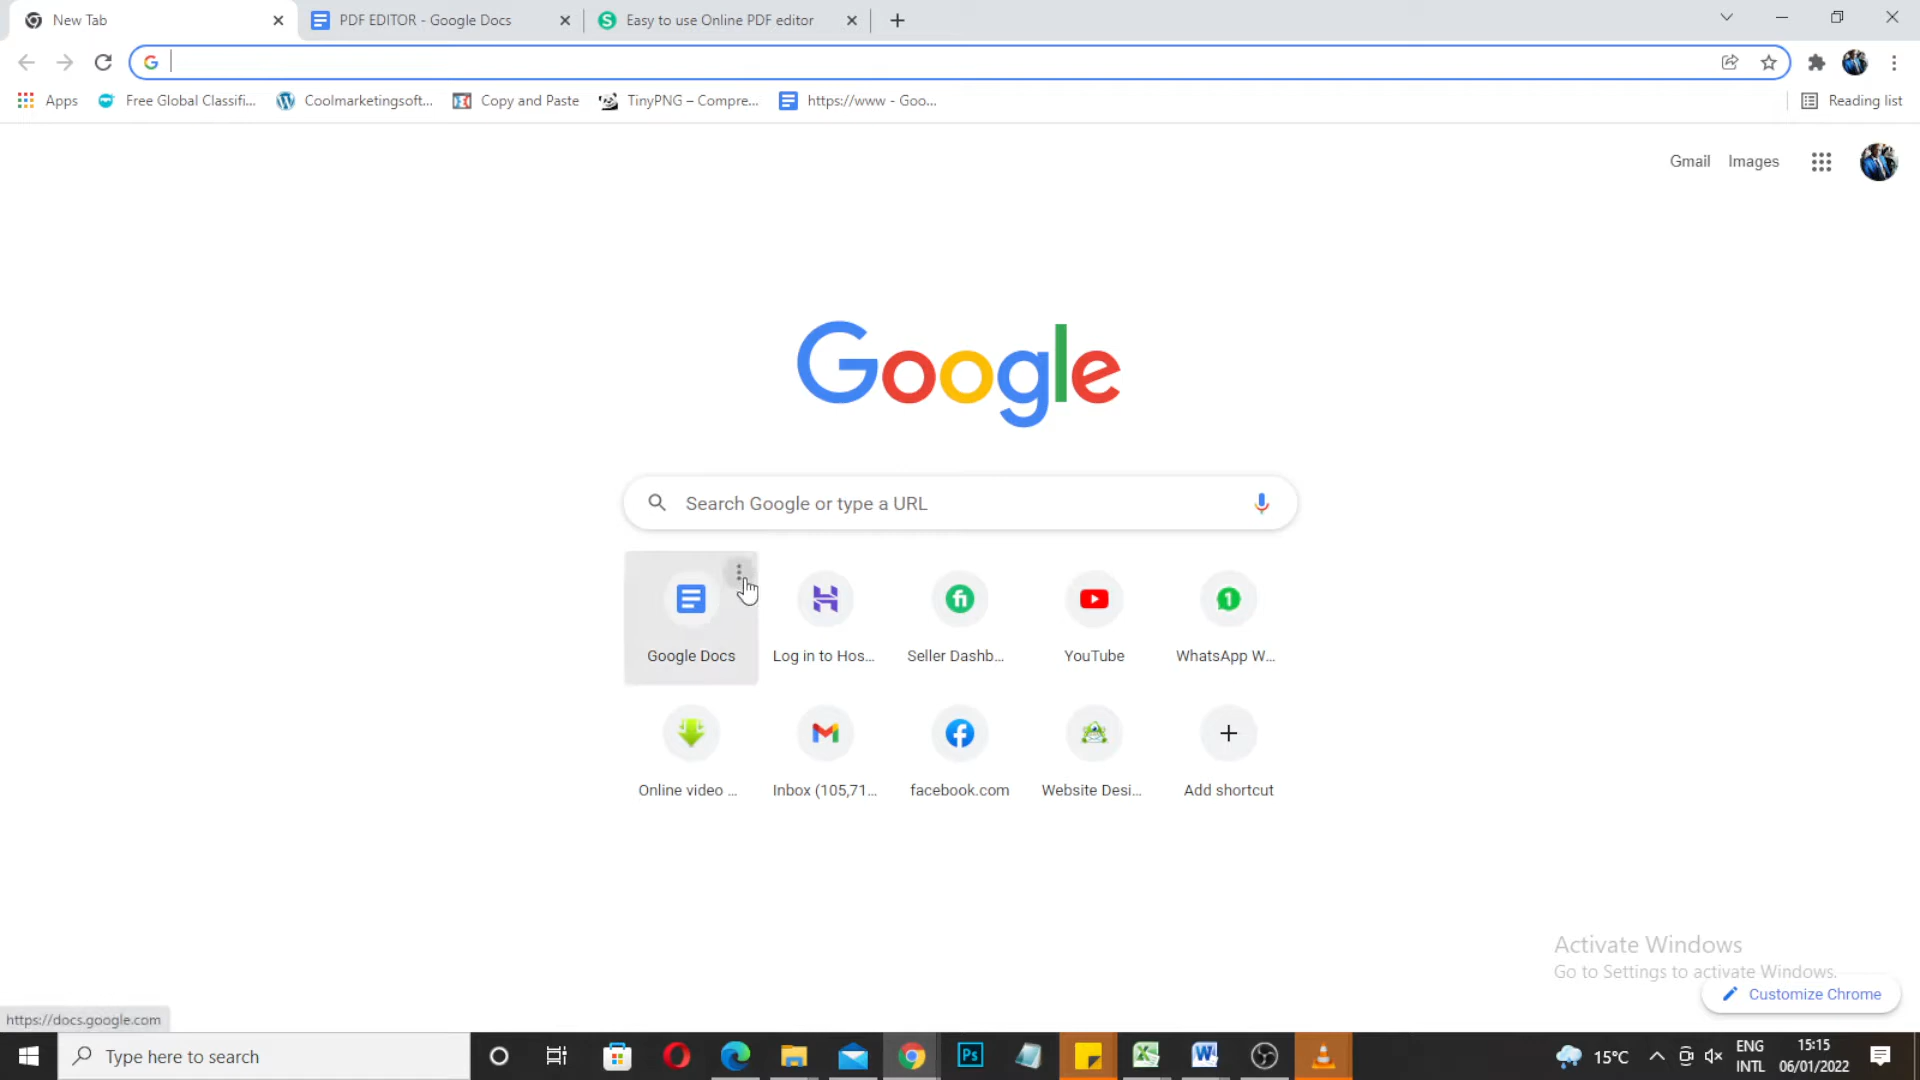 New Tab
PDF EDITOR - Google Docs
Easy to use Online PDF editor
Apps
Free Global Classifi...
Coolmarketingsoft...
Copy and Paste
TinyPNG – Compre...
https://www - Goo...
Reading list
Gmail
Images
Google
Search Google or type a URL
Google Docs
Log in to Hos...
Seller Dashb...
YouTube
WhatsApp W...
Online video ...
Inbox (105,71...
facebook.com
Website Desi...
Add shortcut
Activate Windows
Go to Settings to activate Windows.
Customize Chrome
https://docs.google.com
Type here to search
15°C
ENG
INTL
15:15
06/01/2022